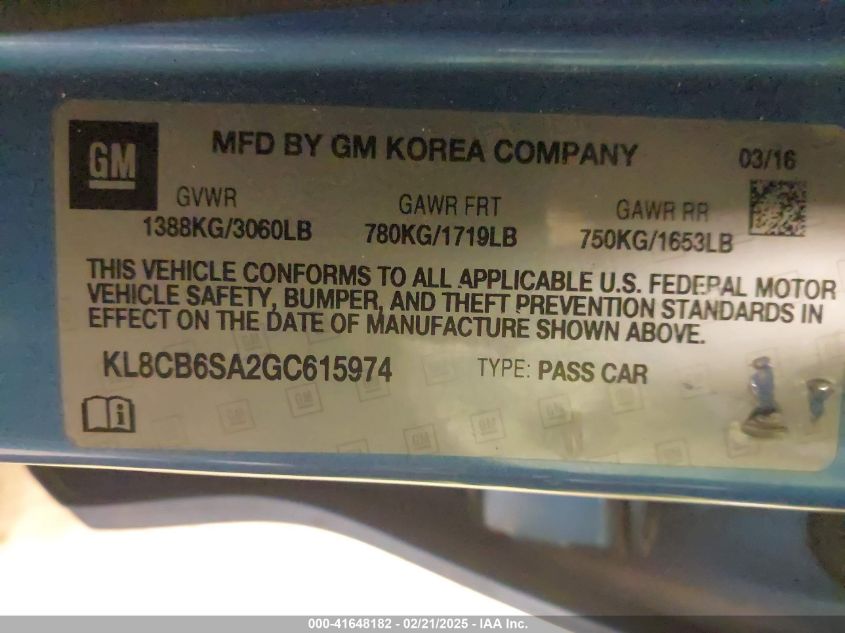 GM
MFD BY GM KOREA COMPANY
03/16
GVWR
1388KG/3060LB
GAWR FRT
780KG/1719LB
GAWR RR
750KG/1653LB
THIS VEHICLE CONFORMS TO ALL APPLICABLE U.S. FEDERAL MOTOR
VEHICLE SAFETY, BUMPER, AND THEFT PREVENTION STANDARDS IN
EFFECT ON THE DATE OF MANUFACTURE SHOWN ABOVE.
KL8CB6SA2GC615974
TYPE: PASS CAR
i
GM
000-41648182 - 02/21/2025 - IAA Inc.